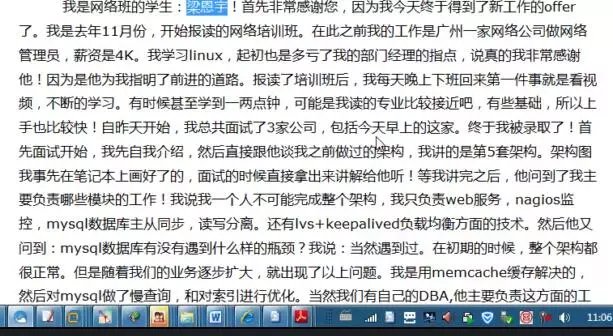 我是网络班的学生：梁恩宇！首先非常感谢您，因为我今天终于得到了新工作的offer
了。我是去年11月份，开始报读的网络培训班。在此之前我的工作是广州一家网络公司做网络
管理员，薪资是4K。我学习linux，起初也是多亏了我的部门经理的指点，说真的我非常感谢
他！因为是他为我指明了前进的道路。报读了培训班后，我每天晚上下班回来第一件事就是看视
频，不断的学习。有时候甚至学到一两点钟，可能是我读的专业比较接近吧，有些基础，所以上
手也比较快！自昨天开始，我总共面试了3家公司，包括今天早上的这家。终于我被录取了！首
先面试开始，我先自我介绍，然后直接跟他谈我之前做过的架构，我讲的是第5套架构。架构图
我事先在笔记本上画好了的，面试的时候直接拿出来讲解给他听！等我讲完之后，他问到了我主
要负责哪些模块的工作！我说我一个人不可能完成整个架构，我只负责web服务，nagios监
控，mysql数据库主从同步，读写分离。还有lvs+keepalived负载均衡方面的技术。然后他又
问到：mysql数据库有没有遇到什么样的瓶颈？我说：当然遇到过。在初期的时候，整个架构都
很正常。但是随着我们的业务逐步扩大，就出现了以上问题。我是用memcache缓存解决的，
然后对mysql做了慢查询，和对索引进行优化。当然我们有自己的DBA,他主要负责这方面的工
11:06